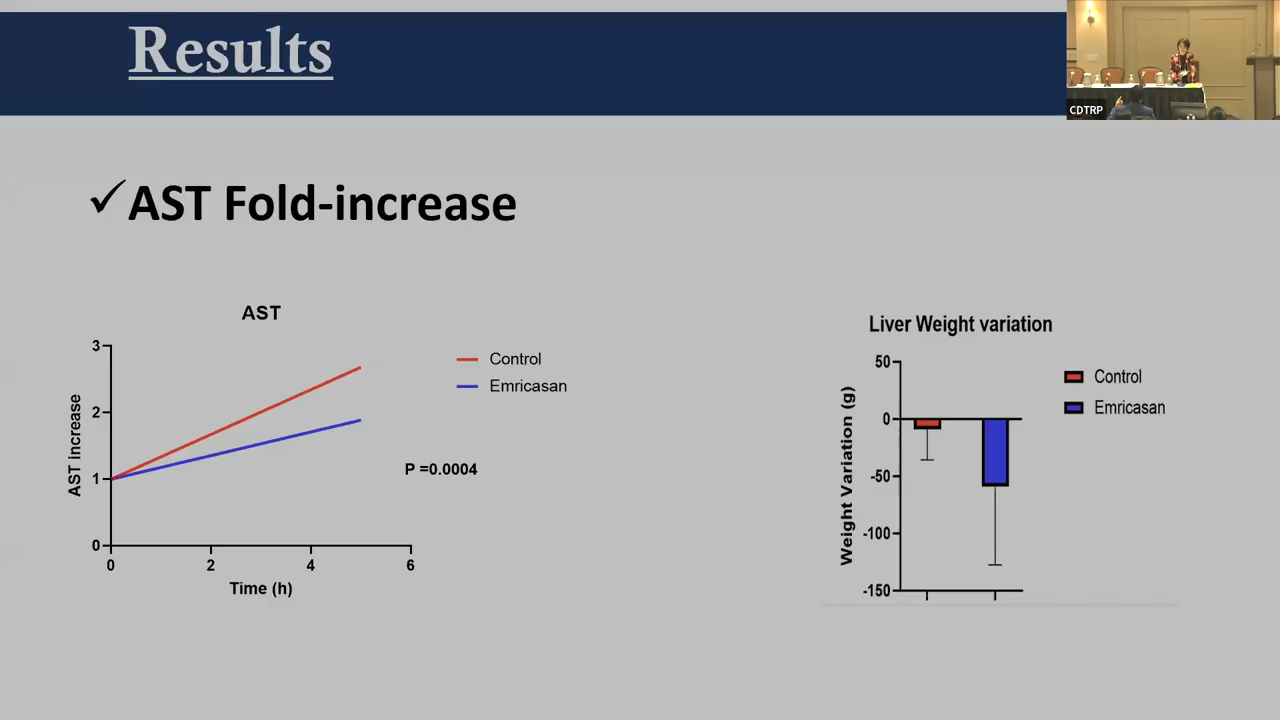 Results
CDTRP
✓AST Fold-increase
AST
3
2
1
0
AST increase
0 2 4 6
Time (h)
Control
Emricasan
P =0.0004
Liver Weight variation
50
0
-50
-100
-150
Weight Variation (g)
Control
Emricasan